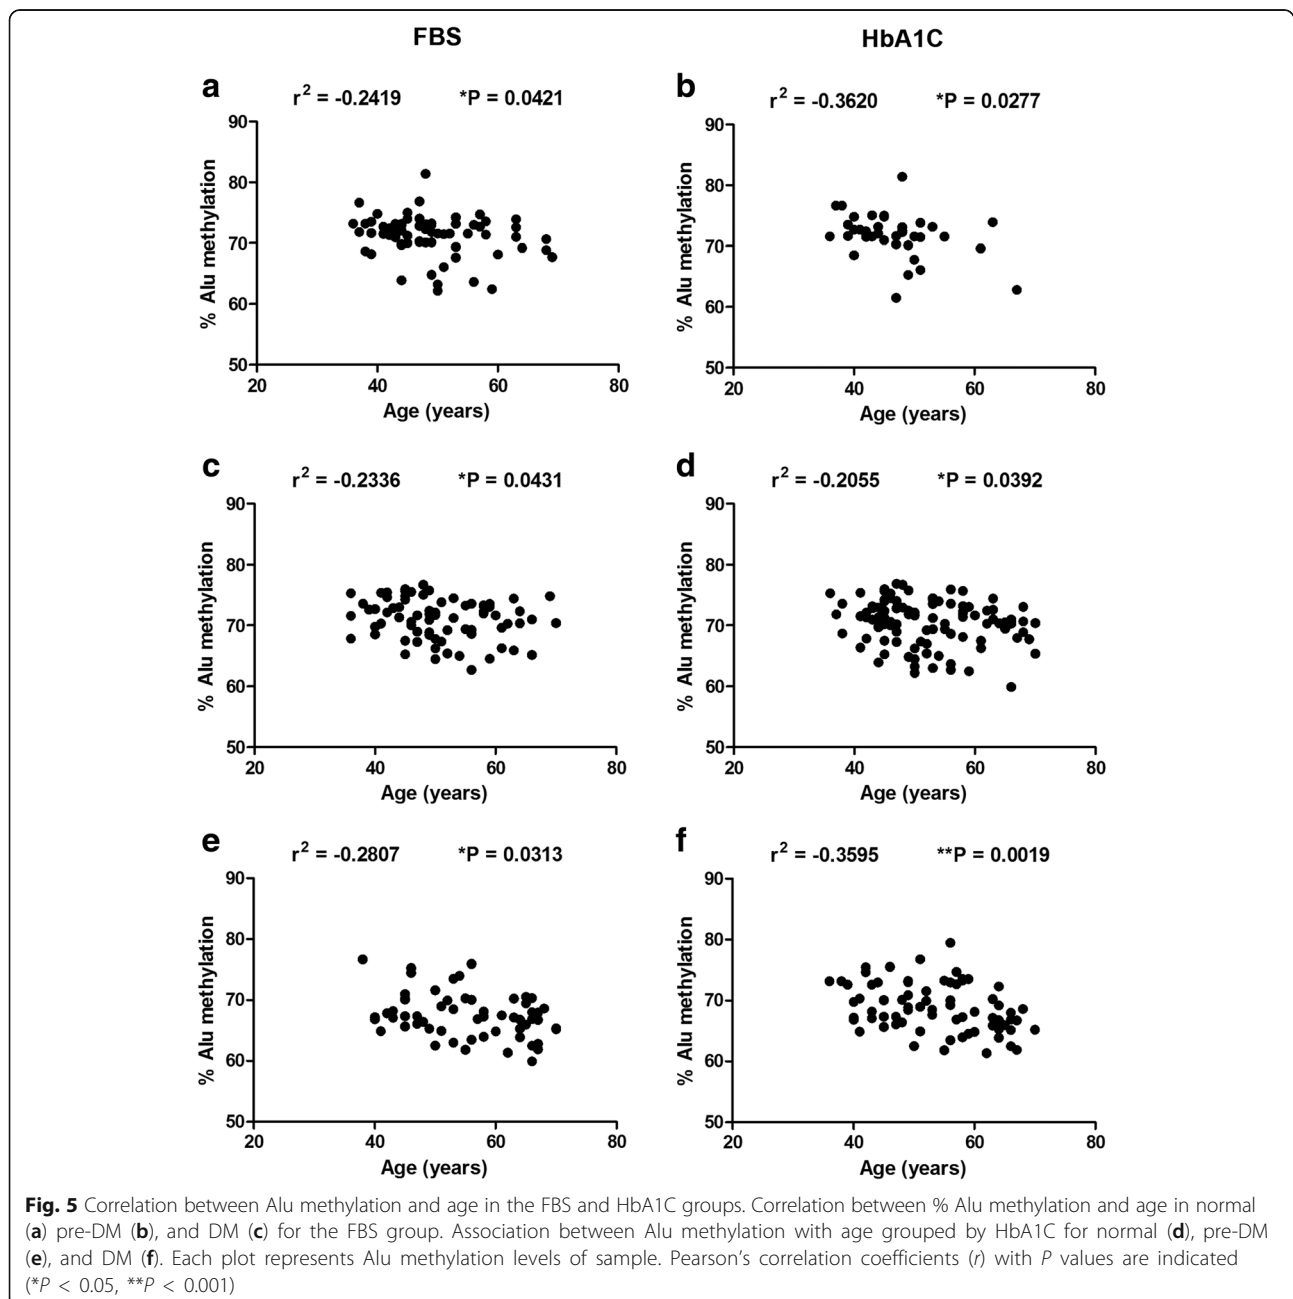 FBS HbA1C
a r² = -0.2419 *P = 0.0421
90
80
70
60
50
% Alu methylation
20 40 60 80
Age (years)
b r² = -0.3620 *P = 0.0277
90
80
70
60
50
% Alu methylation
20 40 60 80
Age (years)
c r² = -0.2336 *P = 0.0431
90
80
70
60
50
% Alu methylation
20 40 60 80
Age (years)
d r² = -0.2055 *P = 0.0392
90
80
70
60
50
% Alu methylation
20 40 60 80
Age (years)
e r² = -0.2807 *P = 0.0313
90
80
70
60
50
% Alu methylation
20 40 60 80
Age (years)
f r² = -0.3595 **P = 0.0019
90
80
70
60
50
% Alu methylation
20 40 60 80
Age (years)
Fig. 5 Correlation between Alu methylation and age in the FBS and HbA1C groups. Correlation between % Alu methylation and age in normal
(a) pre-DM (b), and DM (c) for the FBS group. Association between Alu methylation with age grouped by HbA1C for normal (d), pre-DM
(e), and DM (f). Each plot represents Alu methylation levels of sample. Pearson's correlation coefficients (r) with P values are indicated
(*P < 0.05, **P < 0.001)